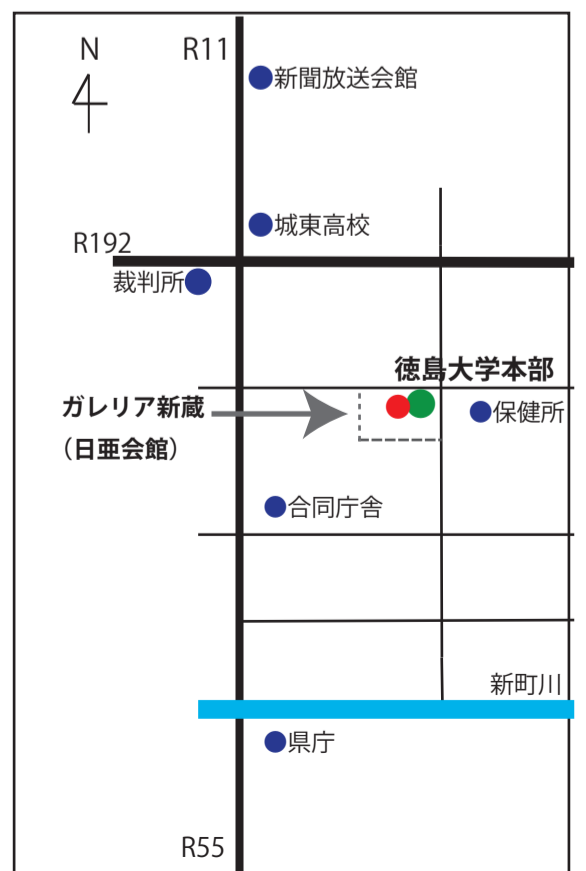 N
R11
新聞放送会館
城東高校
R192
裁判所
徳島大学本部
ガレリア新蔵
（日亜会館）
保健所
合同庁舎
新町川
県庁
R55